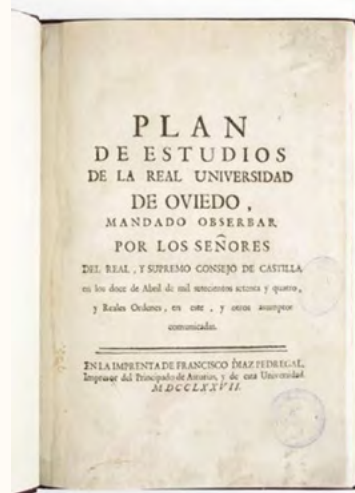 PLAN
DE ESTUDIOS
DE LA REAL UNIVERSIDAD
DE OVIEDO ,
MANDADO OBSERBAR
POR LOS SEÑORES
DEL REAL , Y SUPREMO CONSEJO DE CASTILLA
en los doce de Abril de mil setecientos setenta y quatro ,
y Reales Ordenes , en este , y otros assumptos
comunicadas.
EN LA IMPRENTA DE FRANCISCO DIAZ PEDREGAL,
Impresor del Principado de Asturias, y de esta Universidad.
MDCCLXXVII.